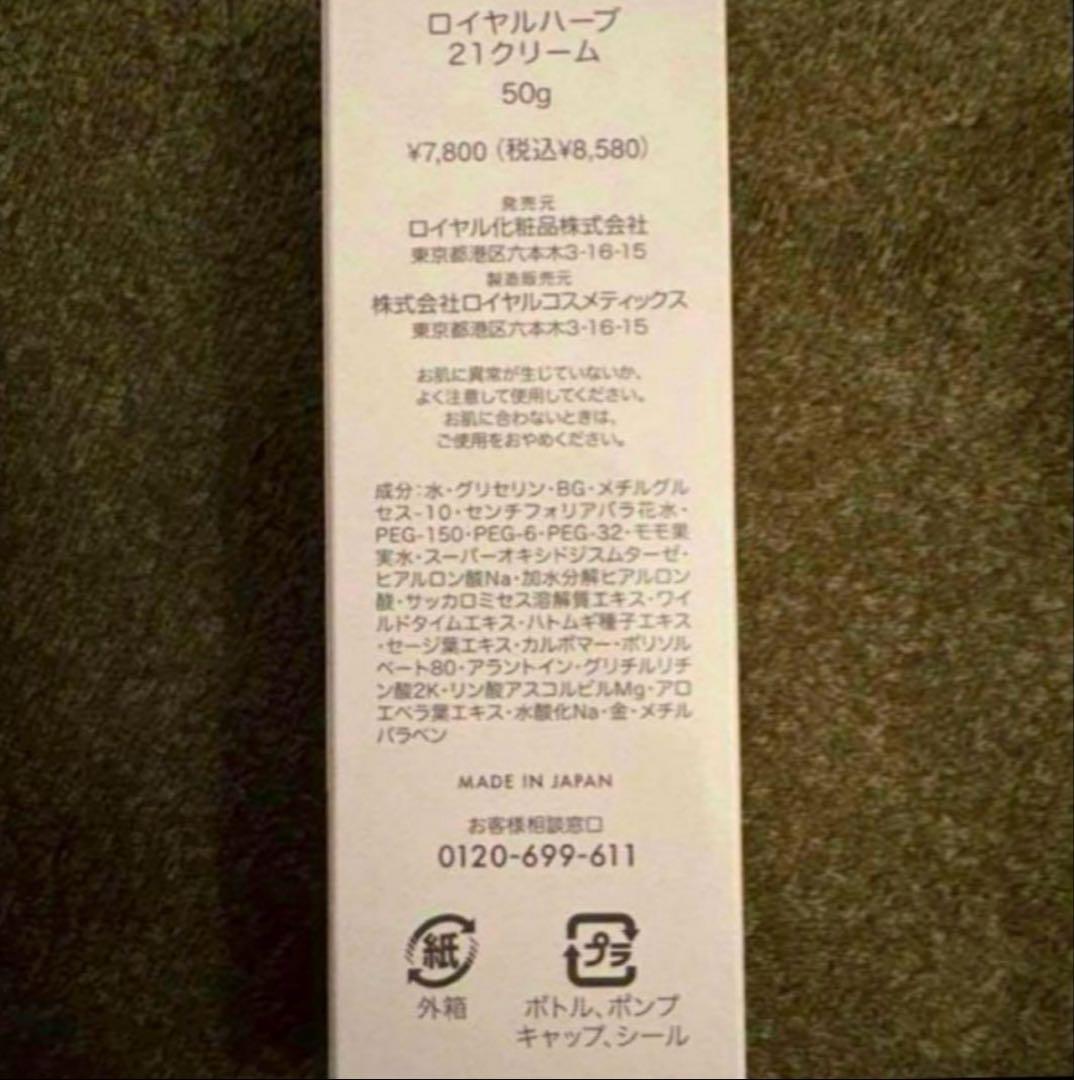 ロイヤルハーブ
21クリーム
50g
¥7,800（税込¥8,580）
発売元
ロイヤル化粧品株式会社
東京都港区六本木3-16-15
製造販売元
株式会社ロイヤルコスメティックス
東京都港区六本木3-16-15
お肌に異常が生じていないか、
よく注意して使用してください。
お肌に合わないときは、
ご使用をおやめください。
成分：水・グリセリン・BG・メチルグル
セス-10・センチフォリアバラ花水・
PEG-150・PEG-6・PEG-32・モモ果
実水・スーパーオキシドジスムターゼ・
ヒアルロン酸Na・加水分解ヒアルロン
酸・サッカロミセス溶解質エキス・ワイ
ルドタイムエキス・ハトムギ種子エキス
・セージ葉エキス・カルボマー・ポリソル
ベート80・アラントイン・グリチルリチ
ン酸2K・リン酸アスコルビルMg・アロ
エベラ葉エキス・水酸化Na・金・メチル
パラベン
MADE IN JAPAN
お客様相談窓口
0120-699-611
紙
プラ
外箱
ボトル、ポンプ
キャップ、シール